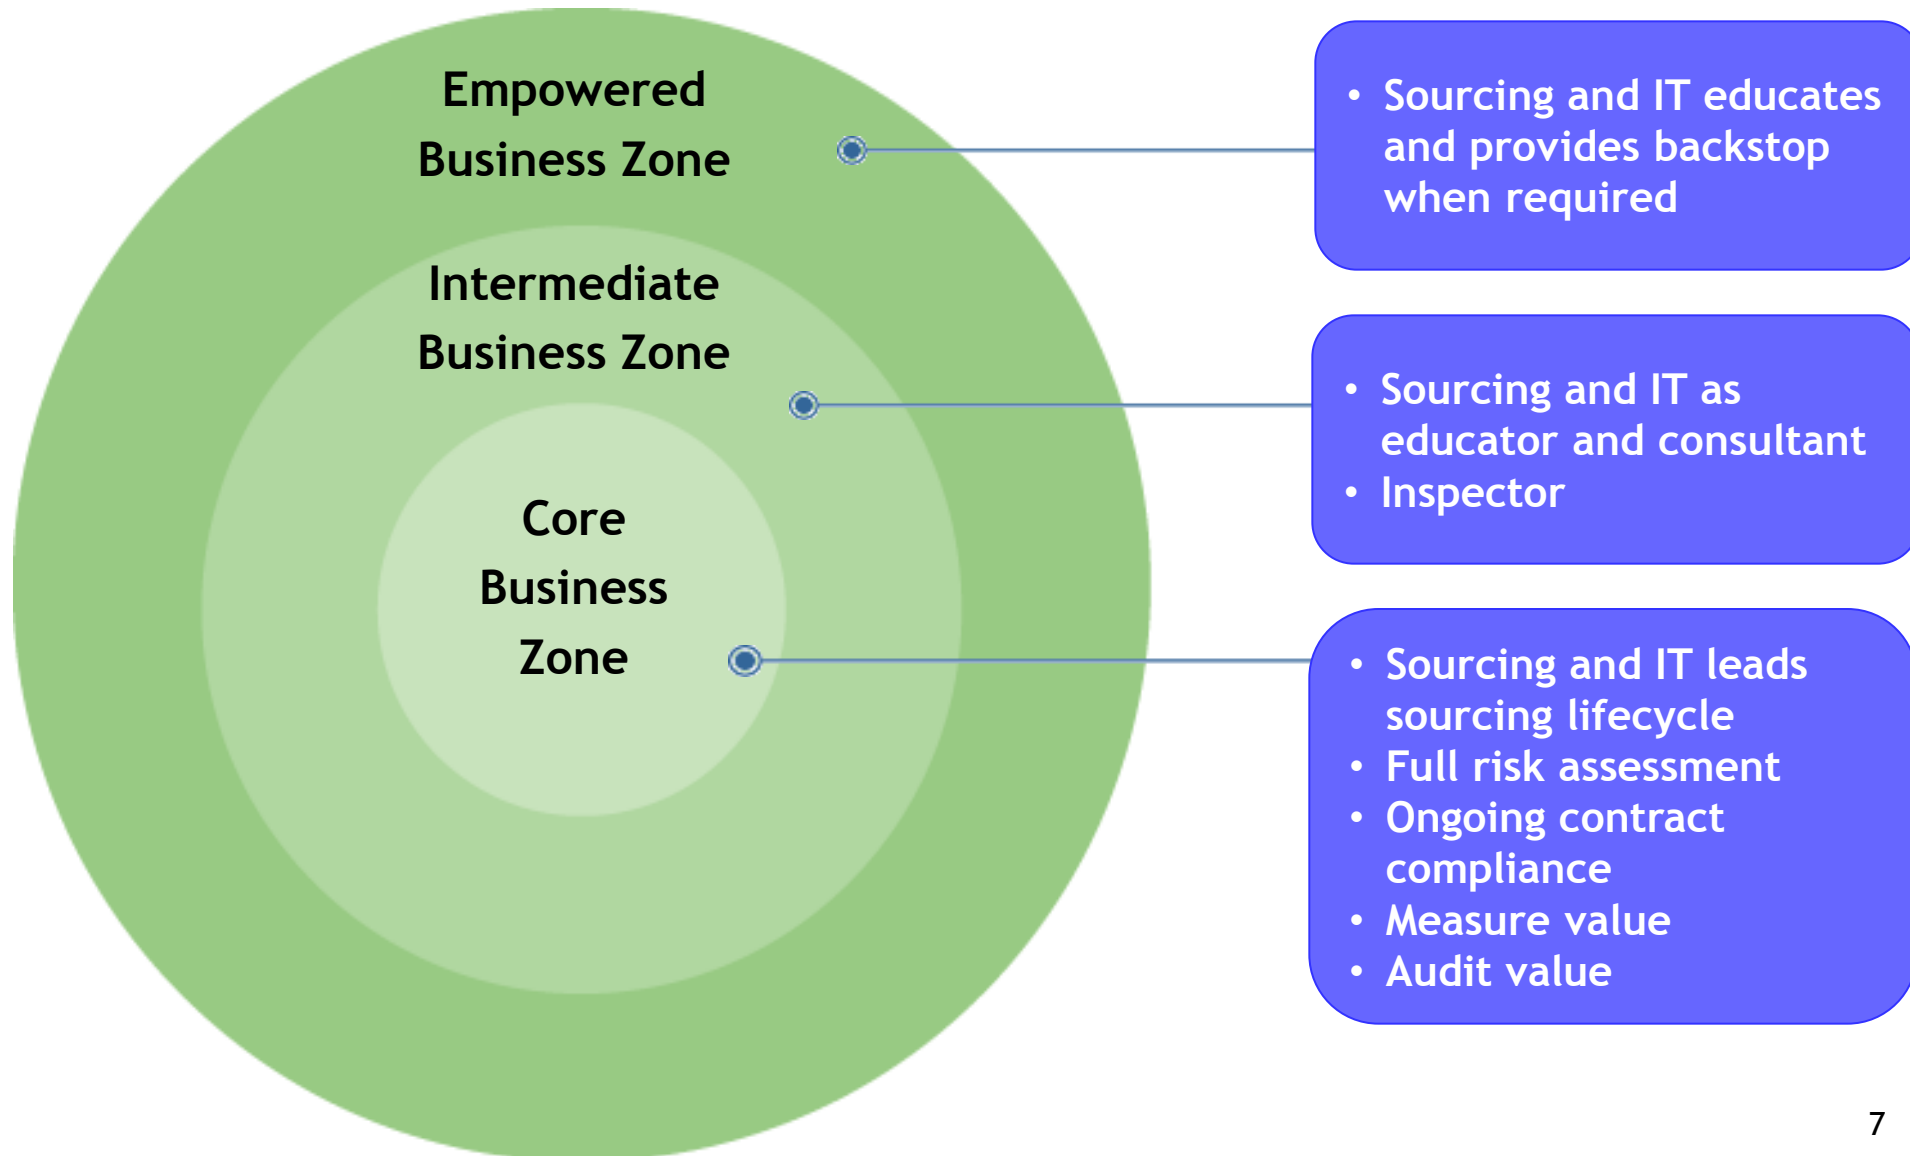 Empowered
Business Zone
• Sourcing and IT educates
and provides backstop
when required
Intermediate
Business Zone
• Sourcing and IT as
educator and consultant
• Inspector
Core
Business
Zone
• Sourcing and IT leads
sourcing lifecycle
• Full risk assessment
• Ongoing contract
compliance
• Measure value
• Audit value
7